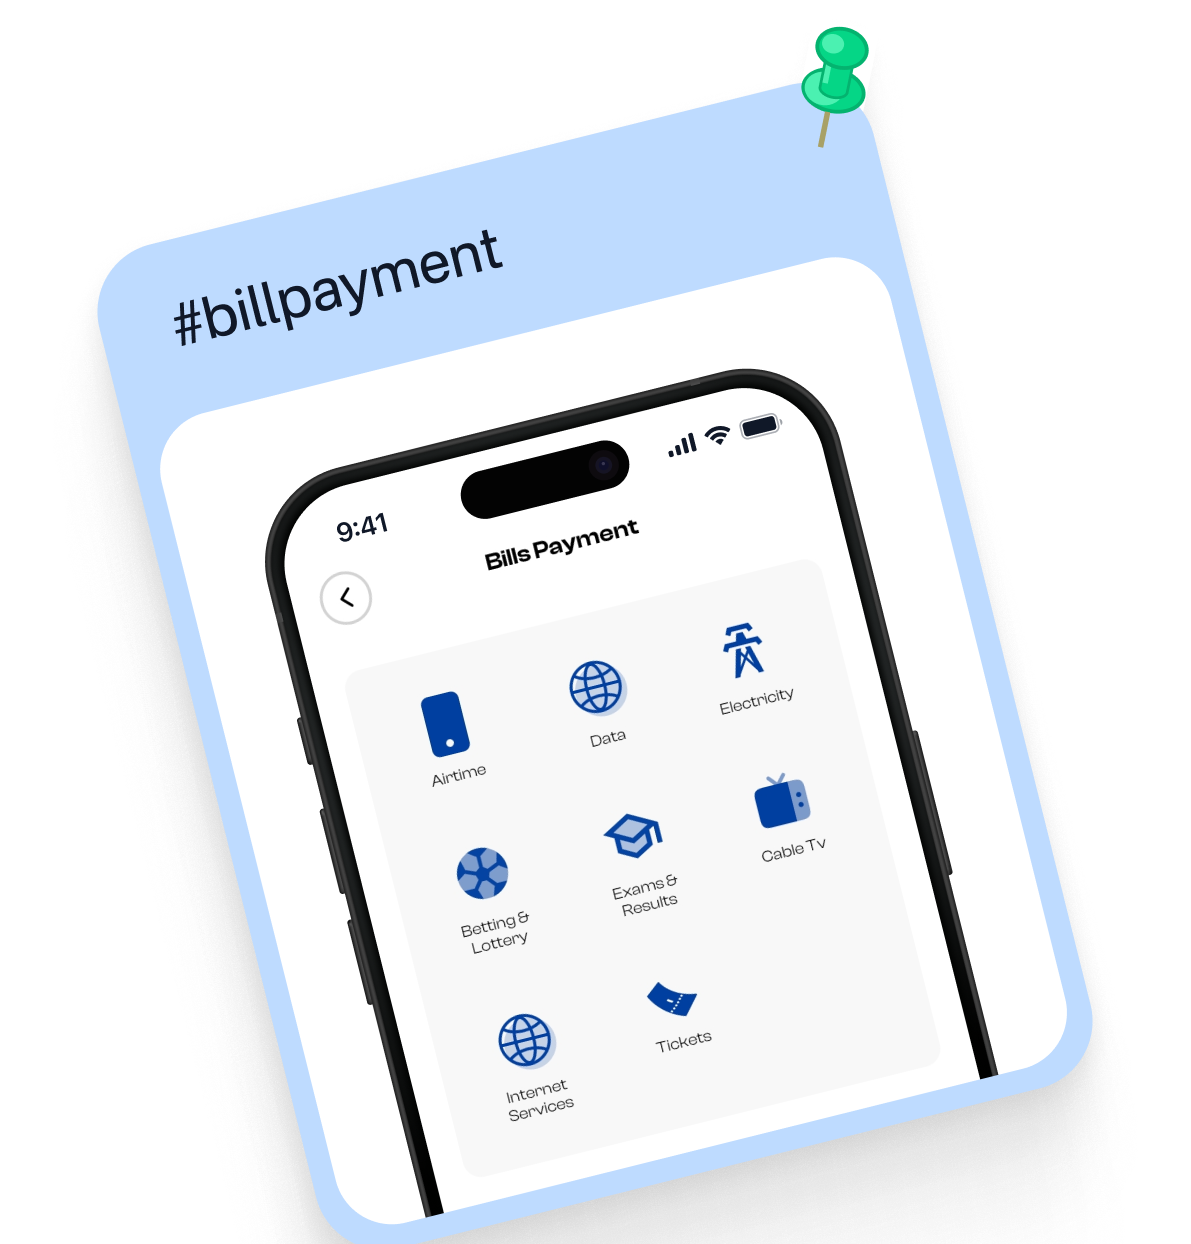 #billpayment
9:41
Bills Payment
Airtime
Data
Electricity
Betting &
Lottery
Exams &
Results
Cable Tv
Internet
Services
Tickets